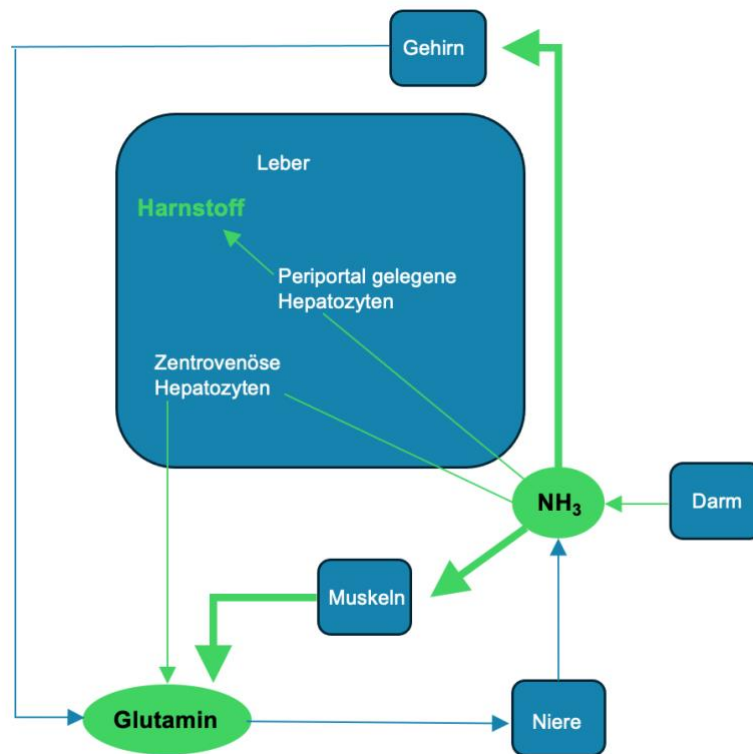 Gehirn
Leber
Harnstoff
Periportal gelegene
Hepatozyten
Zentrovenöse
Hepatozyten
NH₃
Darm
Muskeln
Glutamin
Niere